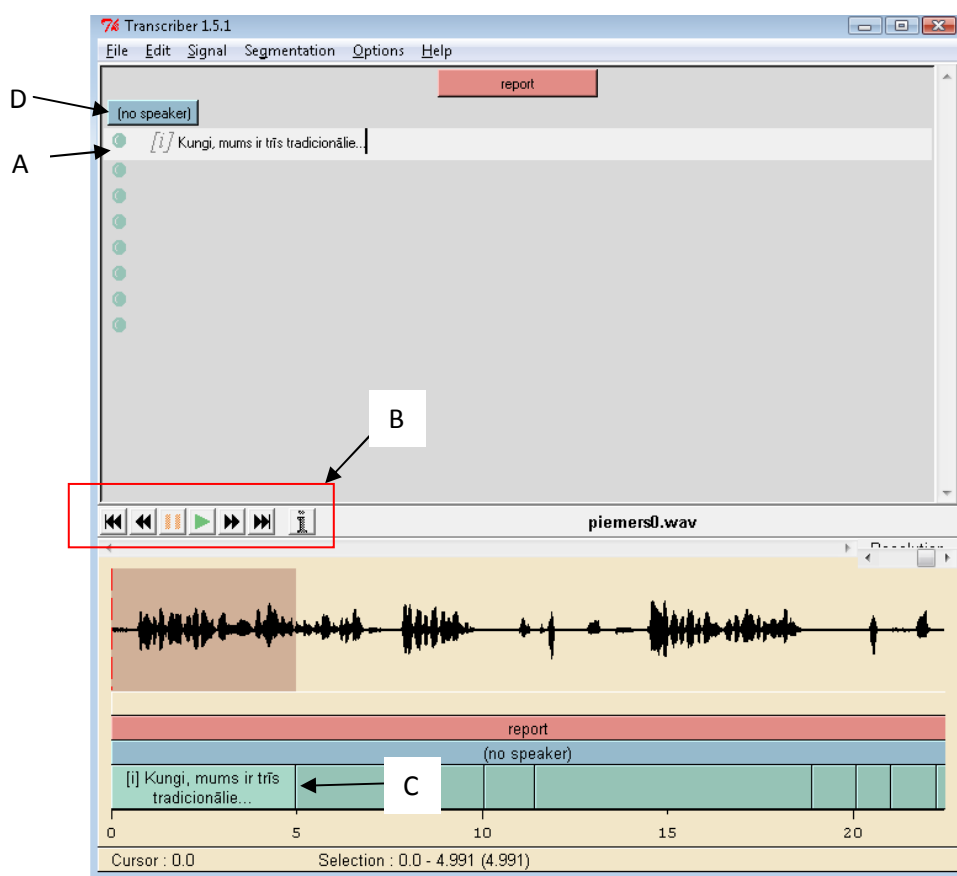 Transcriber 1.5.1
File Edit Signal Segmentation Options Help
report
D
(no speaker)
[i] Kungi, mums ir trīs tradicionālie...
A
B
i
piemers0.wav
Resolution
report
(no speaker)
[i] Kungi, mums ir trīs
tradicionālie...
C
0 5 10 15 20
Cursor : 0.0 Selection : 0.0 - 4.991 (4.991)